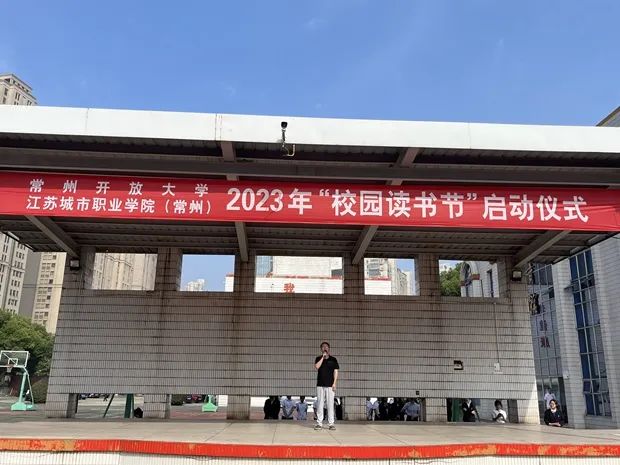 常州开放大学
江苏城市职业学院（常州）
2023年“校园读书节”启动仪式
我